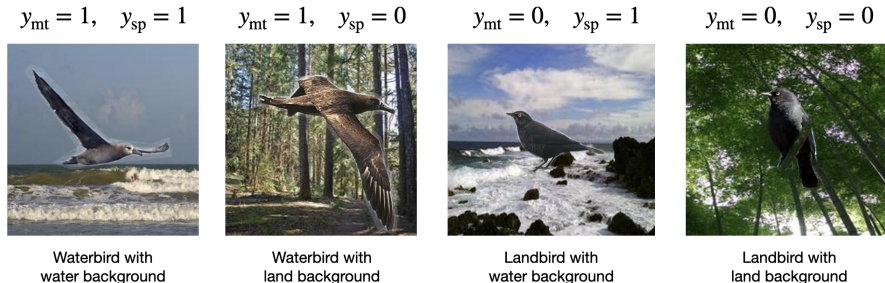 y_mt = 1, y_sp = 1
y_mt = 1, y_sp = 0
y_mt = 0, y_sp = 1
y_mt = 0, y_sp = 0
Waterbird with
water background
Waterbird with
land background
Landbird with
water background
Landbird with
land background